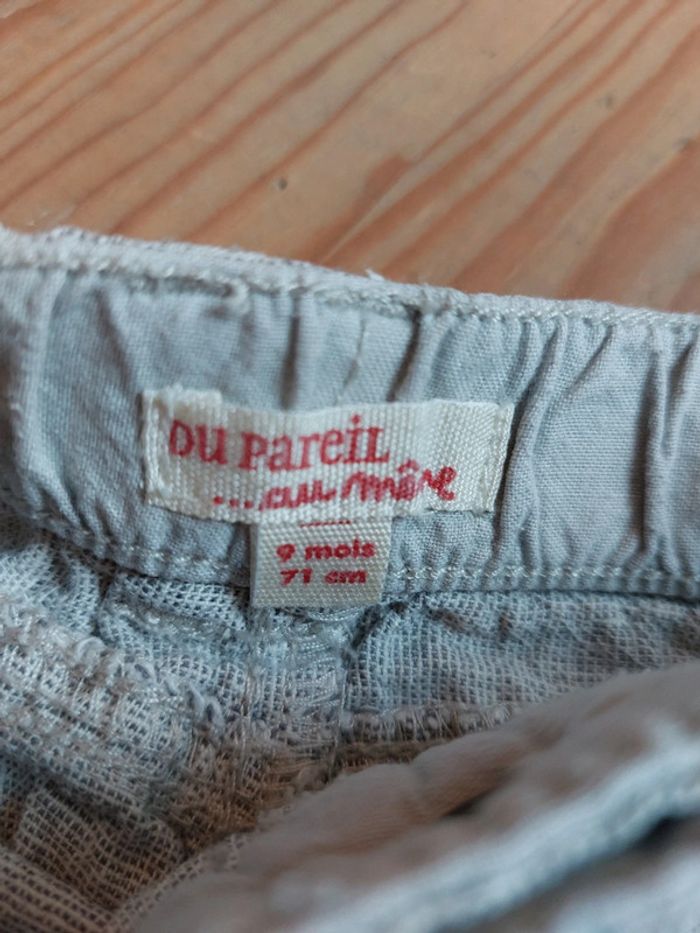 DU PAREIL
...au même
9 mois
71 cm